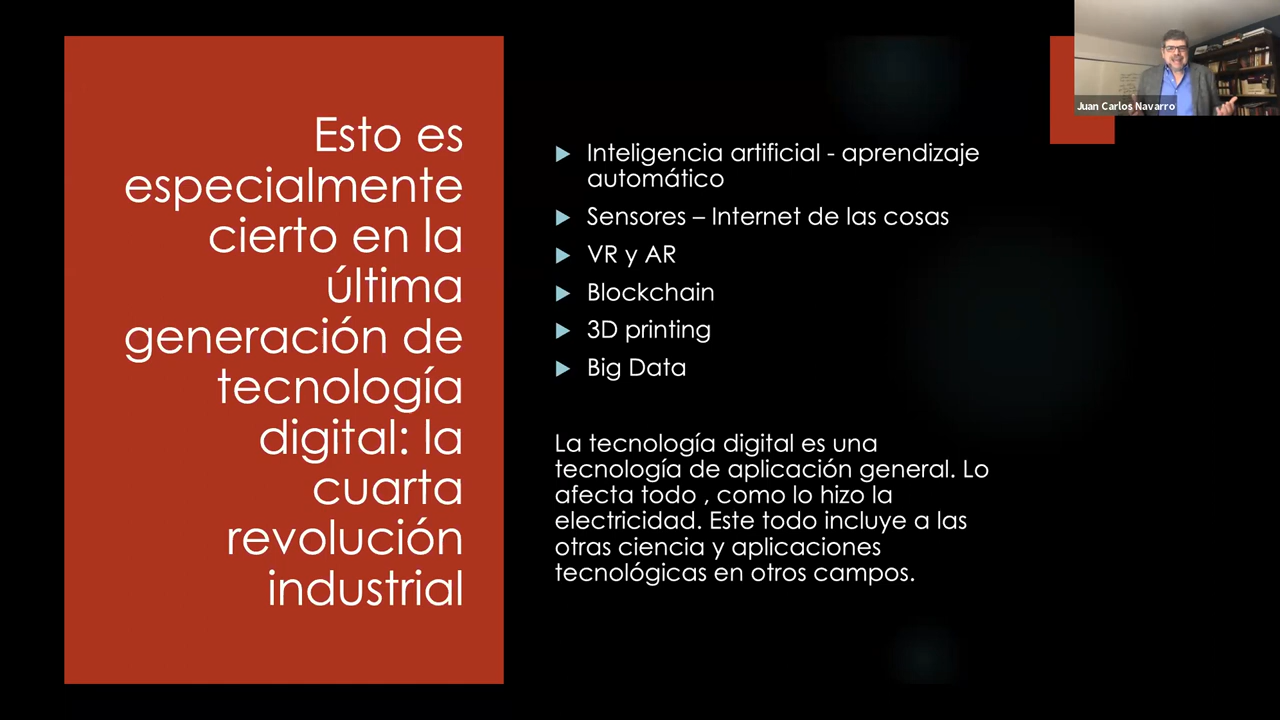 Esto es
especialmente
cierto en la
última
generación de
tecnología
digital: la
cuarta
revolución
industrial
Inteligencia artificial - aprendizaje
automático
Sensores – Internet de las cosas
VR y AR
Blockchain
3D printing
Big Data
La tecnología digital es una
tecnología de aplicación general. Lo
afecta todo , como lo hizo la
electricidad. Este todo incluye a las
otras ciencia y aplicaciones
tecnológicas en otros campos.
Juan Carlos Navarro